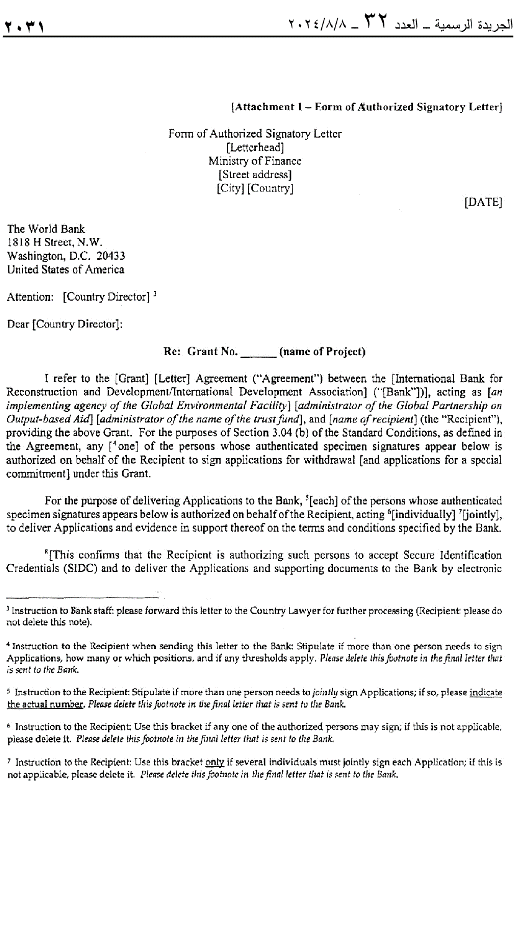 ٢٠٣١ الجريدة الرسمية – العدد ٣٢ – ٢٠٢٤/٨/٨
[Attachment 1 – Form of Authorized Signatory Letter]
Form of Authorized Signatory Letter
[Letterhead]
Ministry of Finance
[Street address]
[City] [Country]
[DATE]
The World Bank
1818 H Street, N.W.
Washington, D.C. 20433
United States of America
Attention: [Country Director] ³
Dear [Country Director]:
Re: Grant No. ______ (name of Project)
I refer to the [Grant] [Letter] Agreement (“Agreement”) between the [International Bank for
Reconstruction and Development/International Development Association] (“[Bank”])], acting as [an
implementing agency of the Global Environmental Facility] [administrator of the Global Partnership on
Output-based Aid] [administrator of the name of the trust fund], and [name of recipient] (the “Recipient”),
providing the above Grant. For the purposes of Section 3.04 (b) of the Standard Conditions, as defined in
the Agreement, any [⁴ one] of the persons whose authenticated specimen signatures appear below is
authorized on behalf of the Recipient to sign applications for withdrawal [and applications for a special
commitment] under this Grant.
For the purpose of delivering Applications to the Bank, ⁵[each] of the persons whose authenticated
specimen signatures appears below is authorized on behalf of the Recipient, acting ⁶[individually] ⁷[jointly],
to deliver Applications and evidence in support thereof on the terms and conditions specified by the Bank.
⁸[This confirms that the Recipient is authorizing such persons to accept Secure Identification
Credentials (SIDC) and to deliver the Applications and supporting documents to the Bank by electronic
³ Instruction to Bank staff: please forward this letter to the Country Lawyer for further processing (Recipient: please do
not delete this note).
⁴ Instruction to the Recipient when sending this letter to the Bank: Stipulate if more than one person needs to sign
Applications, how many or which positions, and if any thresholds apply. Please delete this footnote in the final letter that
is sent to the Bank.
⁵ Instruction to the Recipient: Stipulate if more than one person needs to jointly sign Applications; if so, please indicate
the actual number. Please delete this footnote in the final letter that is sent to the Bank.
⁶ Instruction to the Recipient: Use this bracket if any one of the authorized persons may sign; if this is not applicable,
please delete it. Please delete this footnote in the final letter that is sent to the Bank.
⁷ Instruction to the Recipient: Use this bracket only if several individuals must jointly sign each Application; if this is
not applicable, please delete it. Please delete this footnote in the final letter that is sent to the Bank.